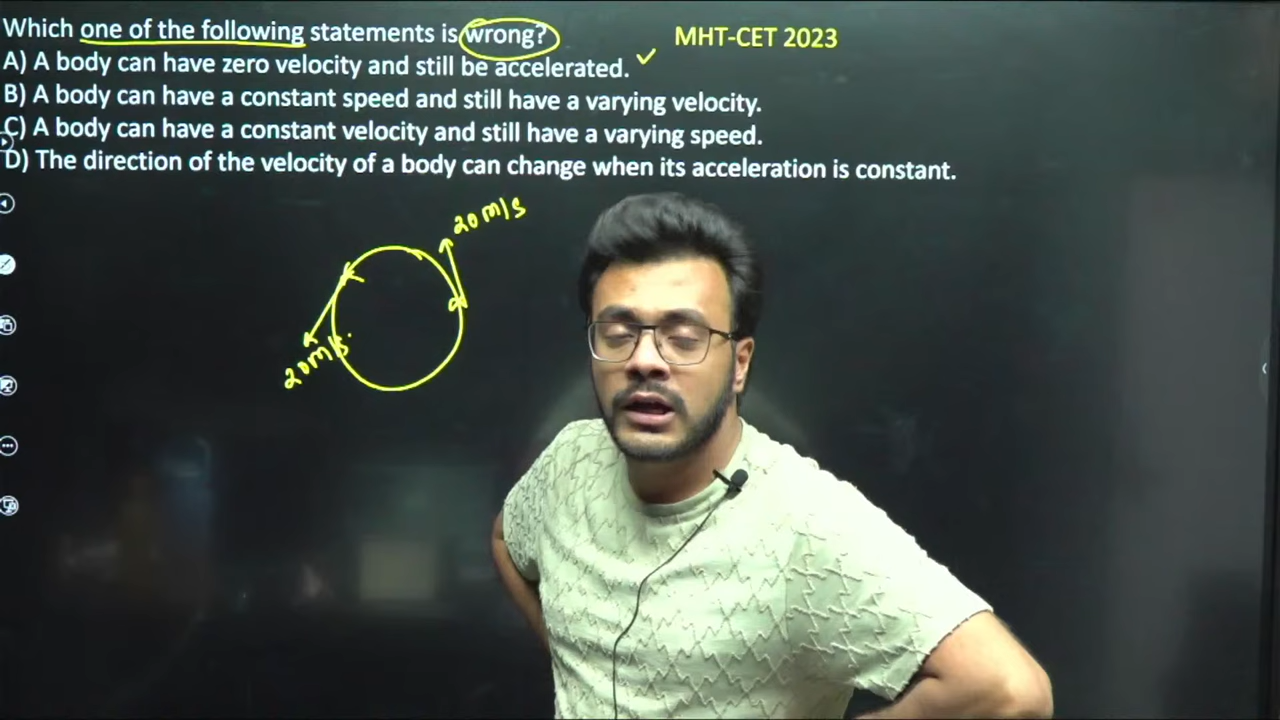 Which one of the following statements is wrong? MHT-CET 2023
A) A body can have zero velocity and still be accelerated.
B) A body can have a constant speed and still have a varying velocity.
C) A body can have a constant velocity and still have a varying speed.
D) The direction of the velocity of a body can change when its acceleration is constant.
20m/s
20m/s.